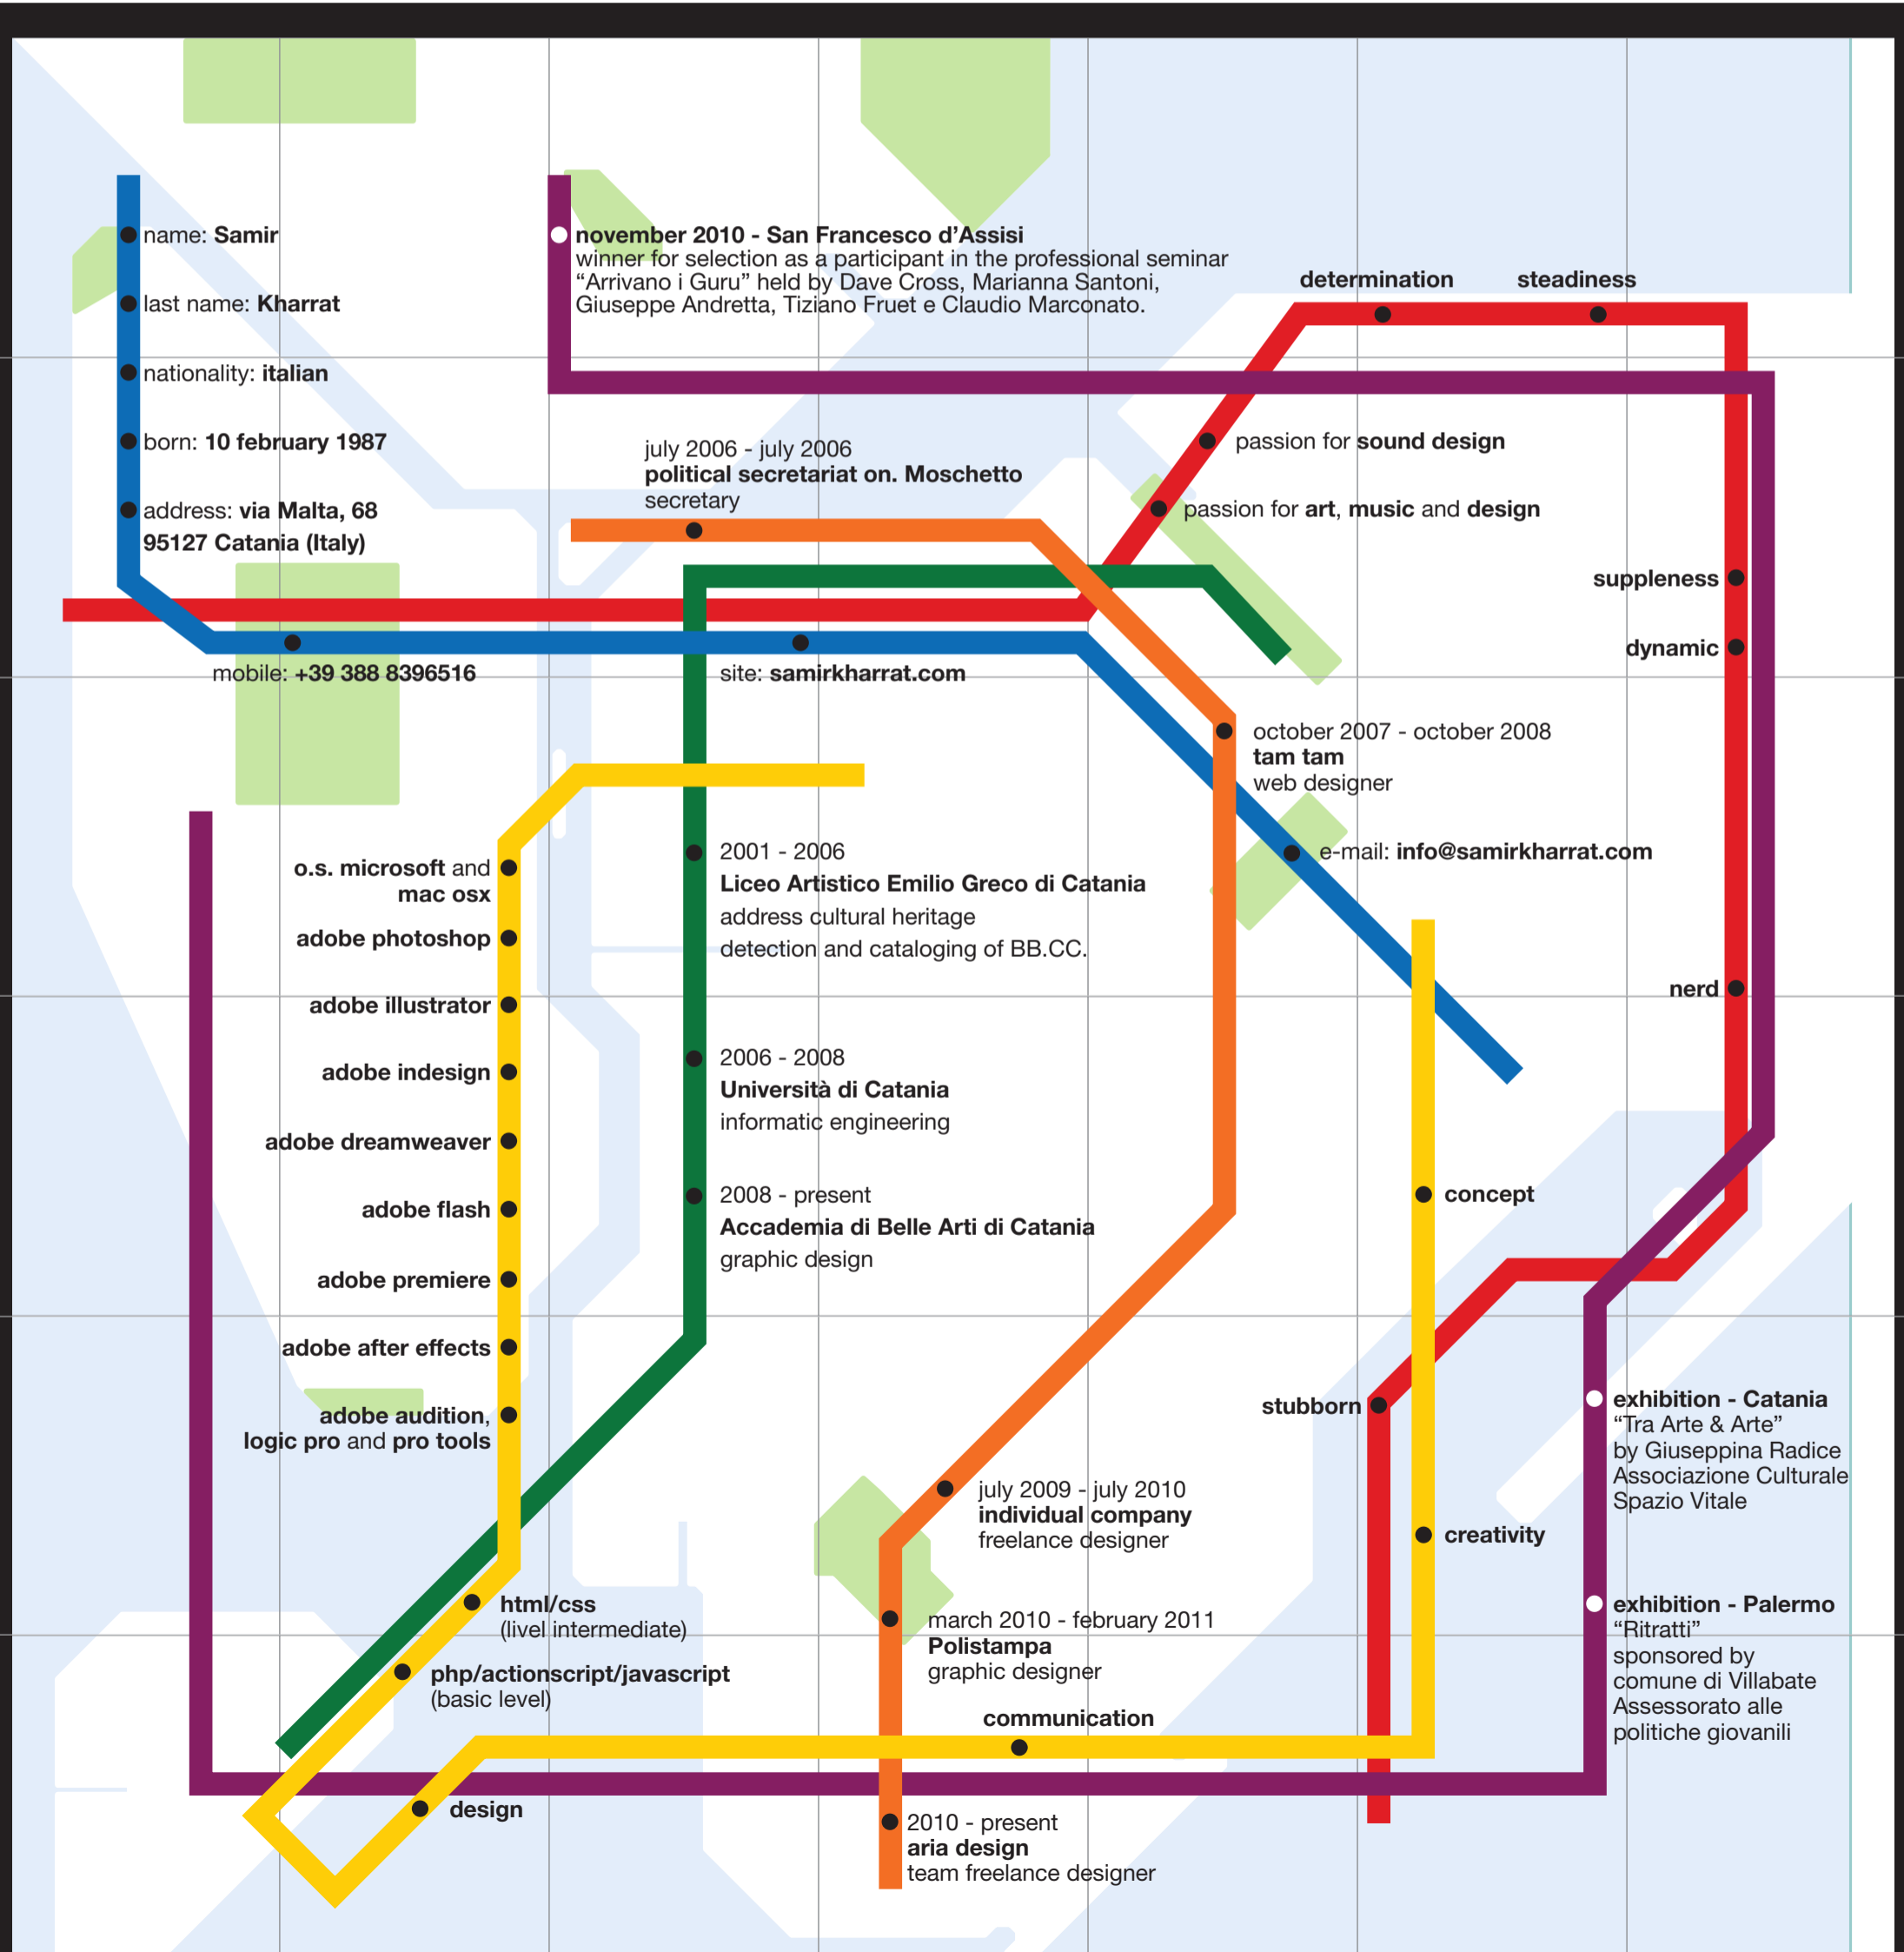 name: Samir
last name: Kharrat
nationality: italian
born: 10 february 1987
address: via Malta, 68
95127 Catania (Italy)
mobile: +39 388 8396516
site: samirkharrat.com
e-mail: info@samirkharrat.com
november 2010 - San Francesco d’Assisi
winner for selection as a participant in the professional seminar
“Arrivano i Guru” held by Dave Cross, Marianna Santoni,
Giuseppe Andretta, Tiziano Fruet e Claudio Marconato.
determination
steadiness
passion for sound design
passion for art, music and design
suppleness
dynamic
nerd
stubborn
july 2006 - july 2006
political secretariat on. Moschetto
secretary
october 2007 - october 2008
tam tam
web designer
july 2009 - july 2010
individual company
freelance designer
march 2010 - february 2011
Polistampa
graphic designer
2010 - present
aria design
team freelance designer
2001 - 2006
Liceo Artistico Emilio Greco di Catania
address cultural heritage
detection and cataloging of BB.CC.
2006 - 2008
Università di Catania
informatic engineering
2008 - present
Accademia di Belle Arti di Catania
graphic design
o.s. microsoft and
mac osx
adobe photoshop
adobe illustrator
adobe indesign
adobe dreamweaver
adobe flash
adobe premiere
adobe after effects
adobe audition,
logic pro and pro tools
html/css
(livel intermediate)
php/actionscript/javascript
(basic level)
design
communication
creativity
concept
exhibition - Catania
“Tra Arte & Arte”
by Giuseppina Radice
Associazione Culturale
Spazio Vitale
exhibition - Palermo
“Ritratti”
sponsored by
comune di Villabate
Assessorato alle
politiche giovanili